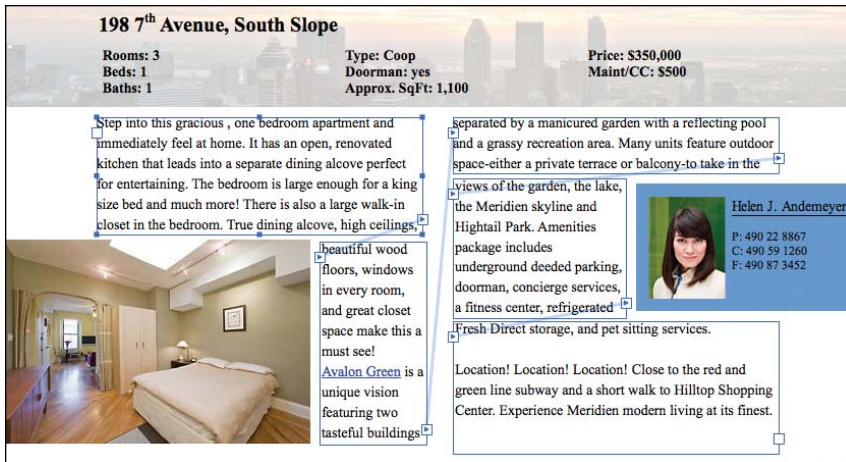 198 7th Avenue, South Slope
Rooms: 3
Beds: 1
Baths: 1
Type: Coop
Doorman: yes
Approx. SqFt: 1,100
Price: $350,000
Maint/CC: $500
Step into this gracious , one bedroom apartment and
immediately feel at home. It has an open, renovated
kitchen that leads into a separate dining alcove perfect
for entertaining. The bedroom is large enough for a king
size bed and much more! There is also a large walk-in
closet in the bedroom. True dining alcove, high ceilings,
beautiful wood
floors, windows
in every room,
and great closet
space make this a
must see!
Avalon Green is a
unique vision
featuring two
tasteful buildings
separated by a manicured garden with a reflecting pool
and a grassy recreation area. Many units feature outdoor
space-either a private terrace or balcony-to take in the
views of the garden, the lake,
the Meridien skyline and
Hightail Park. Amenities
package includes
underground deeded parking,
doorman, concierge services,
a fitness center, refrigerated
Fresh Direct storage, and pet sitting services.
Location! Location! Location! Close to the red and
green line subway and a short walk to Hilltop Shopping
Center. Experience Meridien modern living at its finest.
Helen J. Andemeyer
P: 490 22 8867
C: 490 59 1260
F: 490 87 3452